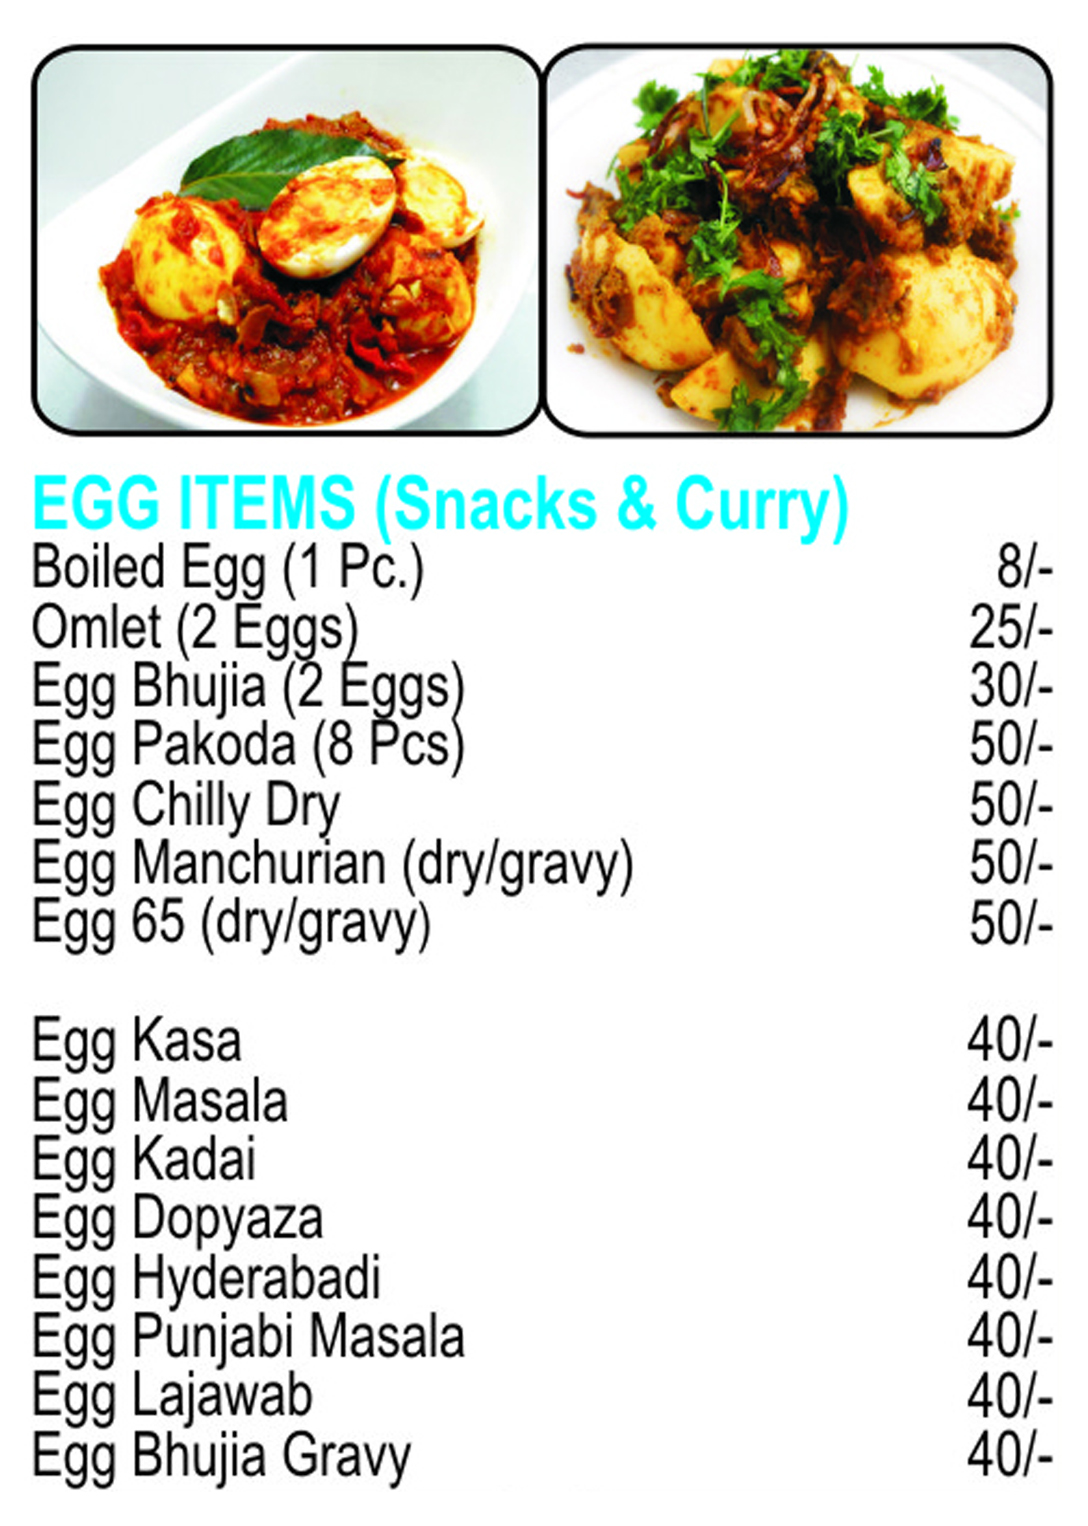 EGG ITEMS (Snacks & Curry)
Boiled Egg (1 Pc.) 8/-
Omlet (2 Eggs) 25/-
Egg Bhujia (2 Eggs) 30/-
Egg Pakoda (8 Pcs) 50/-
Egg Chilly Dry 50/-
Egg Manchurian (dry/gravy) 50/-
Egg 65 (dry/gravy) 50/-
Egg Kasa 40/-
Egg Masala 40/-
Egg Kadai 40/-
Egg Dopyaza 40/-
Egg Hyderabadi 40/-
Egg Punjabi Masala 40/-
Egg Lajawab 40/-
Egg Bhujia Gravy 40/-